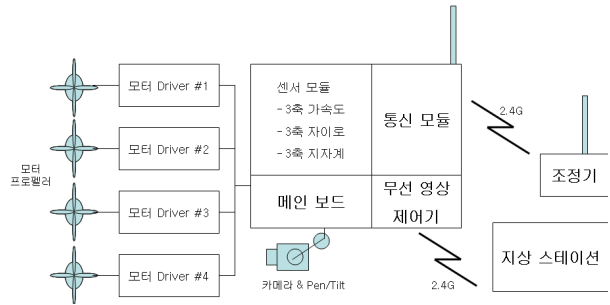 모터 Driver #1
모터 Driver #2
모터 Driver #3
모터 Driver #4
모터
프로펠러
센서 모듈
- 3축 가속도
- 3축 자이로
- 3축 지자계
통신 모듈
메인 보드
무선 영상
제어기
카메라 & Pen/Tilt
2.4G
조정기
2.4G
지상 스테이션